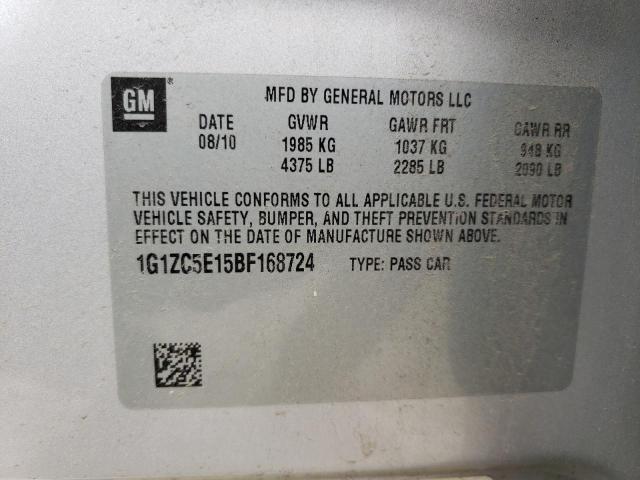 GM®
MFD BY GENERAL MOTORS LLC
DATE GVWR GAWR FRT GAWR RR
08/10 1985 KG 1037 KG 948 KG
4375 LB 2285 LB 2090 LB
THIS VEHICLE CONFORMS TO ALL APPLICABLE U.S. FEDERAL MOTOR
VEHICLE SAFETY, BUMPER, AND THEFT PREVENTION STANDARDS IN
EFFECT ON THE DATE OF MANUFACTURE SHOWN ABOVE.
1G1ZC5E15BF168724 TYPE: PASS CAR